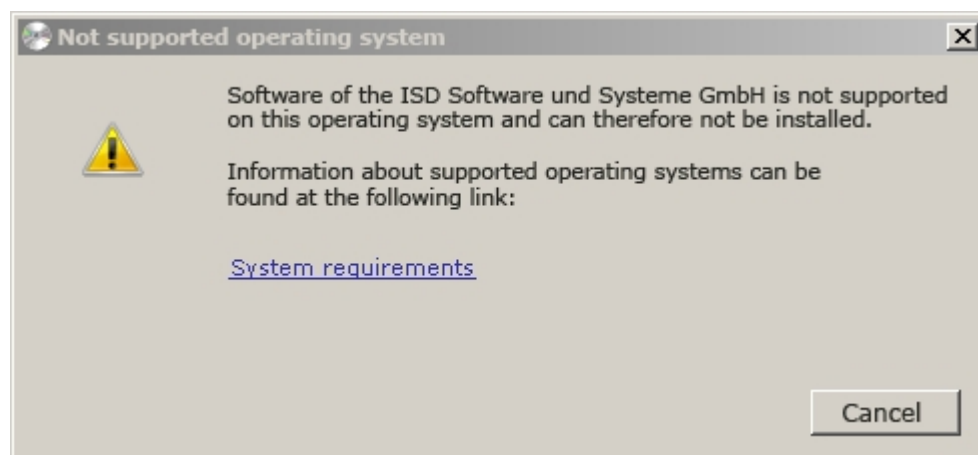 Not supported operating system
Software of the ISD Software und Systeme GmbH is not supported
on this operating system and can therefore not be installed.
Information about supported operating systems can be
found at the following link:
System requirements
Cancel